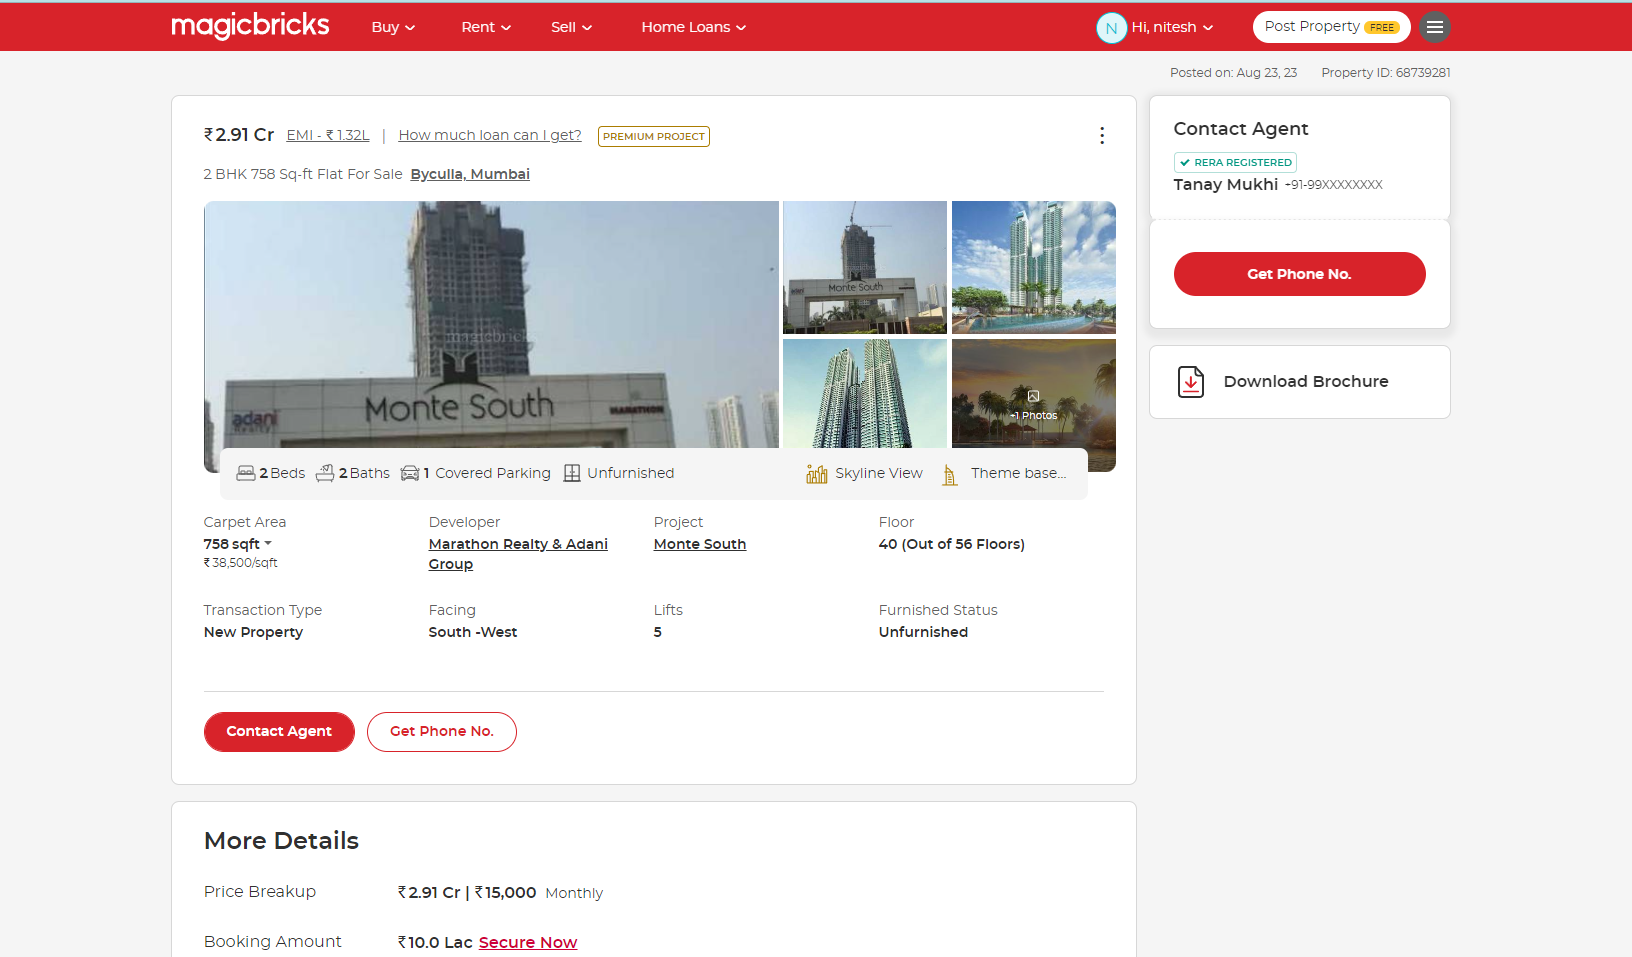 magicbricks
Buy
Rent
Sell
Home Loans
N
Hi, nitesh
Post Property FREE
Posted on: Aug 23, 23
Property ID: 68739281
₹2.91 Cr
EMI - ₹ 1.32L
|
How much loan can I get?
PREMIUM PROJECT
2 BHK 758 Sq-ft Flat For Sale
Byculla, Mumbai
magicbricks
adani
Realty
Monte South
MARATHON
Monte South
+1 Photos
2 Beds
2 Baths
1 Covered Parking
Unfurnished
Skyline View
Theme base...
Carpet Area
758 sqft
₹38,500/sqft
Developer
Marathon Realty & Adani
Group
Project
Monte South
Floor
40 (Out of 56 Floors)
Transaction Type
New Property
Facing
South -West
Lifts
5
Furnished Status
Unfurnished
Contact Agent
Get Phone No.
More Details
Price Breakup
₹2.91 Cr | ₹15,000 Monthly
Booking Amount
₹10.0 Lac Secure Now
Contact Agent
RERA REGISTERED
Tanay Mukhi +91-99XXXXXXXX
Get Phone No.
Download Brochure